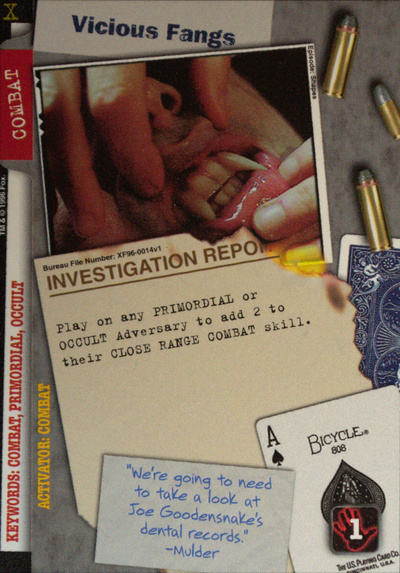 X
Vicious Fangs
COMBAT
Episode: Shapes
TM & © 1996 Fox.
Bureau File Number: XF96-0014v1
INVESTIGATION REPO
Play on any PRIMORDIAL or
OCCULT Adversary to add 2 to
their CLOSE RANGE COMBAT skill.
KEYWORDS: COMBAT, PRIMORDIAL, OCCULT
ACTIVATOR: COMBAT
"We're going to need
to take a look at
Joe Goodensnake's
dental records."
-Mulder
A
BICYCLE®
808
1
THE U.S. PLAYING CARD CO.
CINCINNATI, U.S.A.